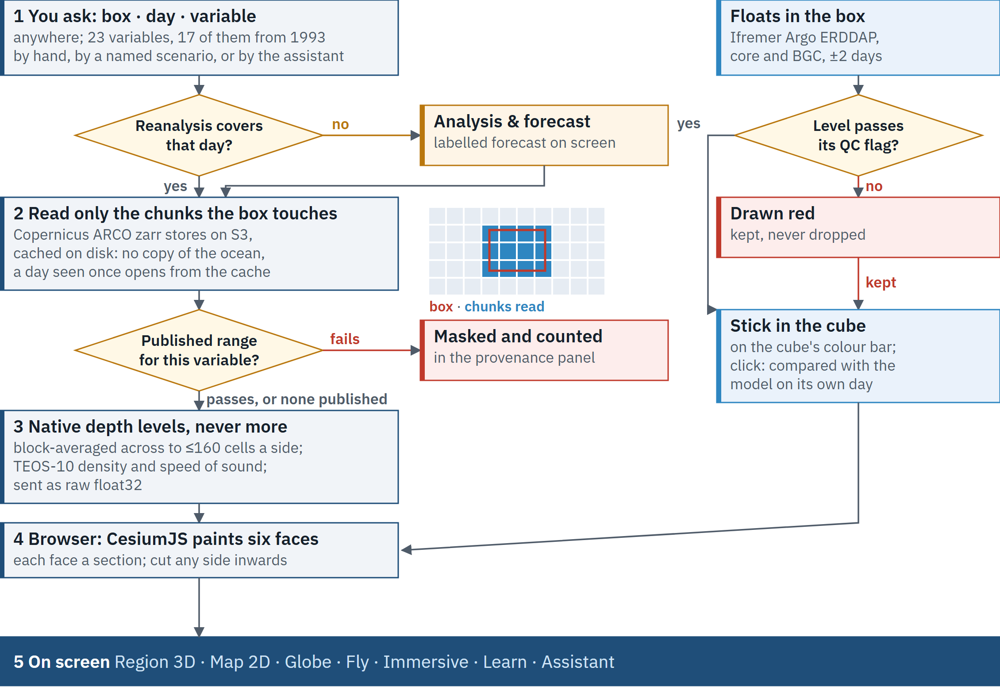 1 You ask: box · day · variable
anywhere; 23 variables, 17 of them from 1993
by hand, by a named scenario, or by the assistant
Floats in the box
Ifremer Argo ERDDAP,
core and BGC, ±2 days
Reanalysis covers
that day?
no
Analysis & forecast
labelled forecast on screen
yes
Level passes
its QC flag?
yes
no
2 Read only the chunks the box touches
Copernicus ARCO zarr stores on S3,
cached on disk: no copy of the ocean,
a day seen once opens from the cache
box · chunks read
Drawn red
kept, never dropped
kept
Published range
for this variable?
fails
Masked and counted
in the provenance panel
Stick in the cube
on the cube's colour bar;
click: compared with the
model on its own day
passes, or none published
3 Native depth levels, never more
block-averaged across to ≤160 cells a side;
TEOS-10 density and speed of sound;
sent as raw float32
4 Browser: CesiumJS paints six faces
each face a section; cut any side inwards
5 On screen Region 3D · Map 2D · Globe · Fly · Immersive · Learn · Assistant